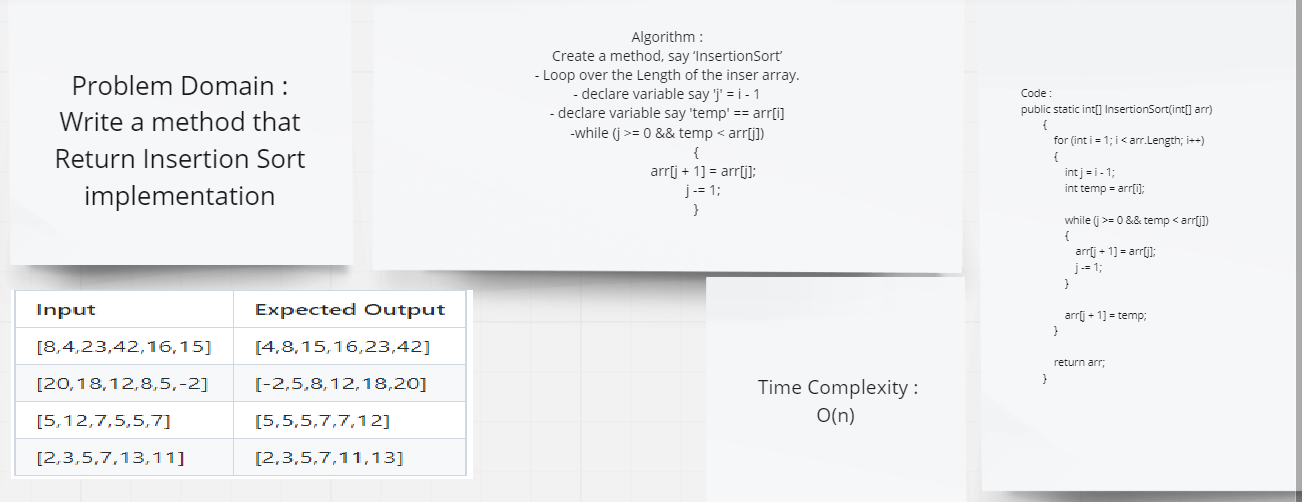 Problem Domain :
Write a method that
Return Insertion Sort
implementation
Algorithm :
Create a method, say ‘InsertionSort’
- Loop over the Length of the inser array.
- declare variable say 'j' = i - 1
- declare variable say 'temp' == arr[i]
-while (j >= 0 && temp < arr[j])
{
arr[j + 1] = arr[j];
j -= 1;
}
Input Expected Output
[8,4,23,42,16,15] [4,8,15,16,23,42]
[20,18,12,8,5,-2] [-2,5,8,12,18,20]
[5,12,7,5,5,7] [5,5,5,7,7,12]
[2,3,5,7,13,11] [2,3,5,7,11,13]
Time Complexity :
O(n)
Code :
public static int[] InsertionSort(int[] arr)
{
for (int i = 1; i < arr.Length; i++)
{
int j = i - 1;
int temp = arr[i];
while (j >= 0 && temp < arr[j])
{
arr[j + 1] = arr[j];
j -= 1;
}
arr[j + 1] = temp;
}
return arr;
}